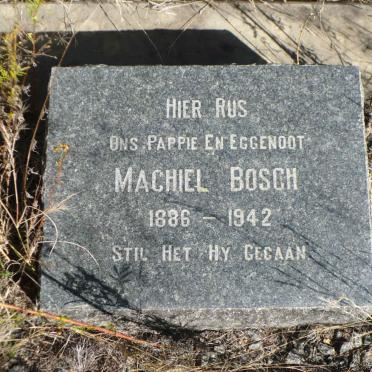 HIER RUS
ONS PAPPIE EN EGGENOOT
MACHIEL BOSCH
1886 - 1942
STIL HET HY GEGAAN